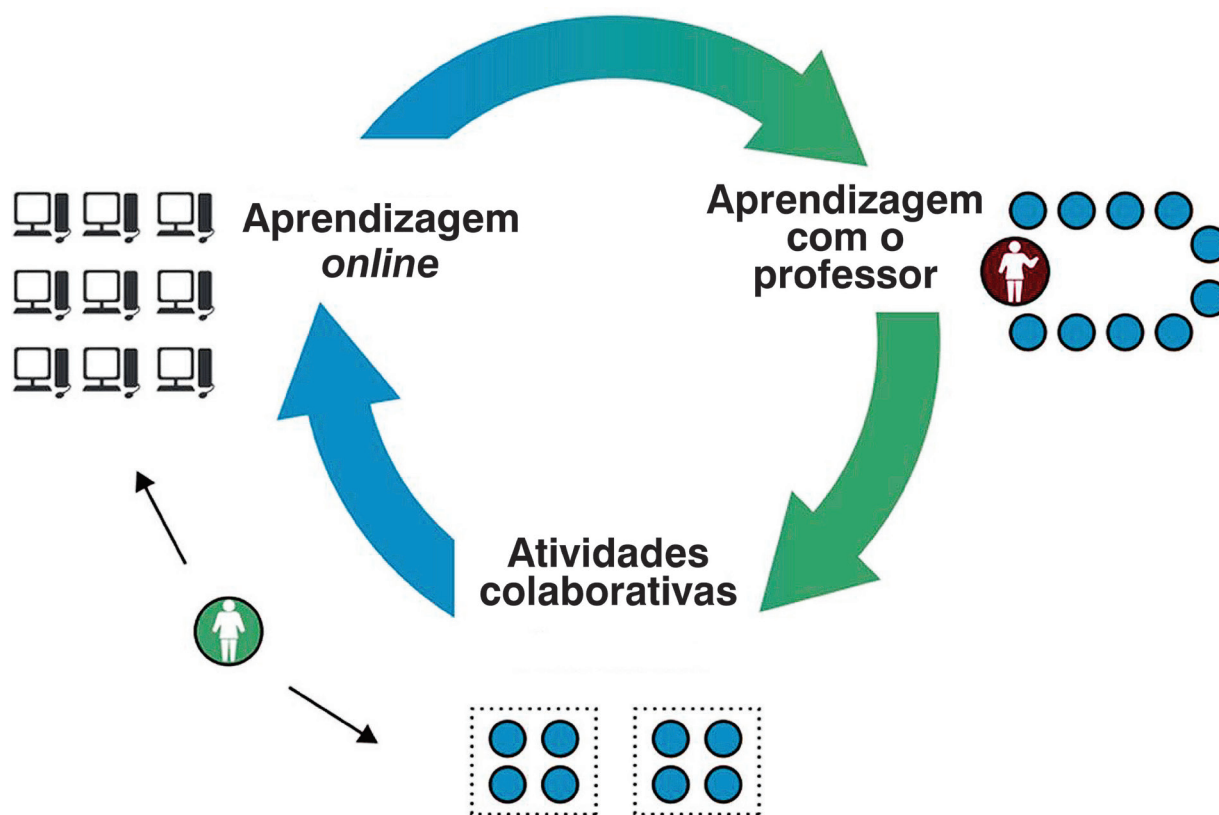 Aprendizagem
online
Aprendizagem
com o
professor
Atividades
colaborativas